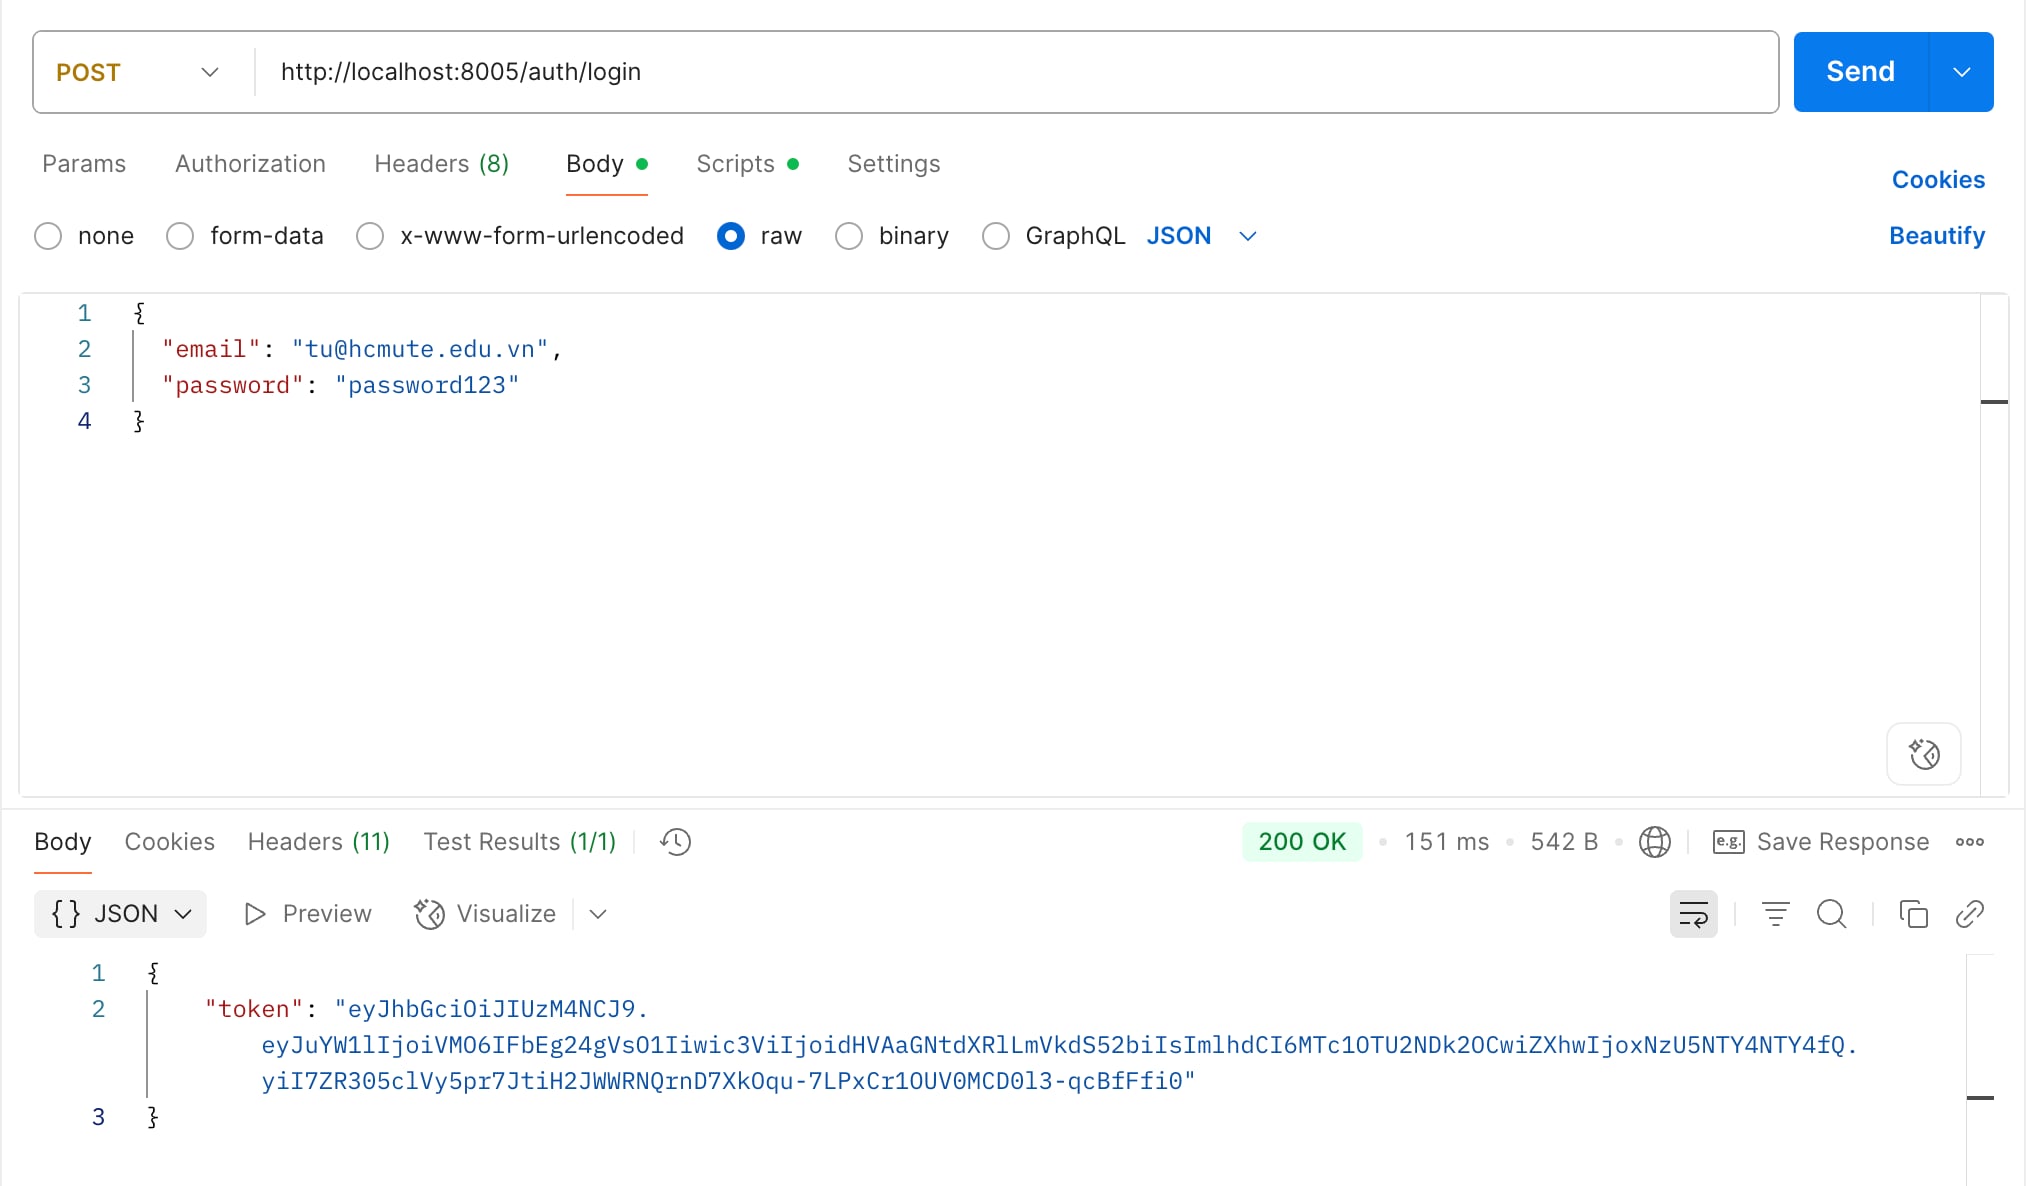 POST http://localhost:8005/auth/login Send
Params Authorization Headers (8) Body Scripts Settings Cookies
none form-data x-www-form-urlencoded raw binary GraphQL JSON Beautify
1 {
2 "email": "tu@hcmute.edu.vn",
3 "password": "password123"
4 }
Body Cookies Headers (11) Test Results (1/1) 200 OK 151 ms 542 B e.g. Save Response
{} JSON Preview Visualize
1 {
2 "token": "eyJhbGciOiJIUzM4NCJ9.
eyJuYW1lIjoiVMO6IFbEg24gVsO1Iiwic3ViIjoidHVAaGNtdXRlLmVkdS52biIsImlhdCI6MTc1OTU2NDk2OCwiZXhwIjoxNzU5NTY4NTY4fQ.
yiI7ZR305clVy5pr7JtiH2JWWRNQrnD7XkOqu-7LPxCr1OUV0MCD0l3-qcBfFfi0"
3 }